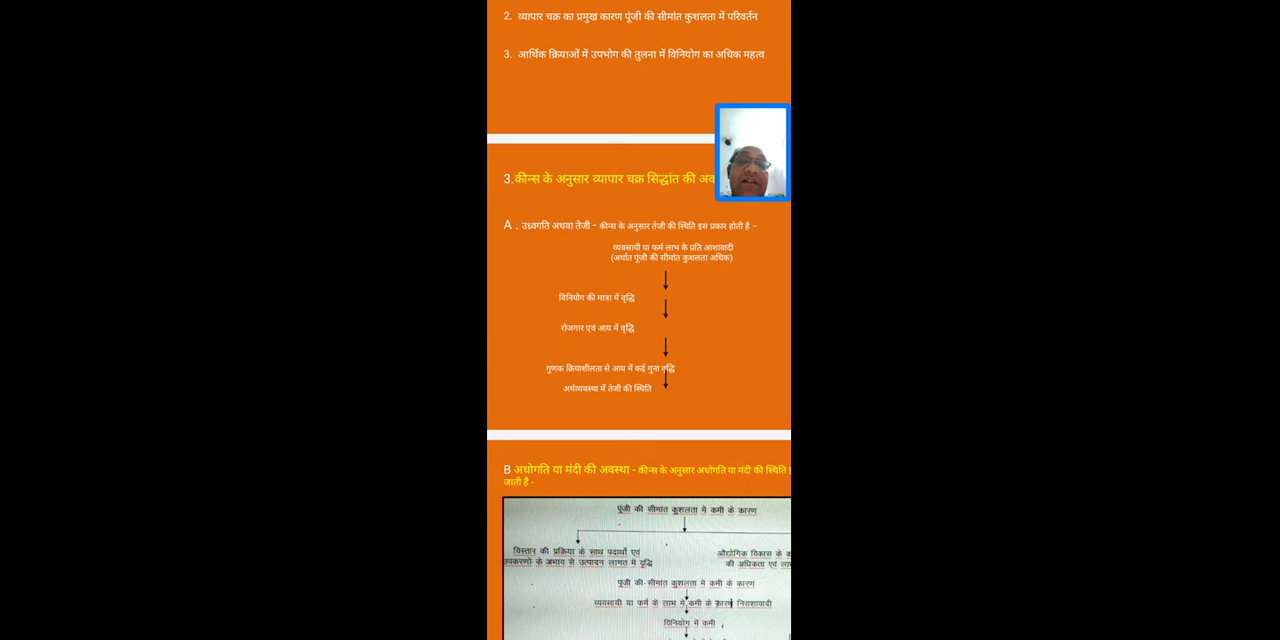 2. व्यापार चक्र का प्रमुख कारण पूंजी की सीमांत कुशलता में परिवर्तन
3. आर्थिक क्रियाओं में उपभोग की तुलना में विनियोग का अधिक महत्व
3.कीन्स के अनुसार व्यापार चक्र सिद्धांत की
A . उध्र्वगति अथवा तेजी - कीन्स के अनुसार तेजी की स्थिति इस प्रकार होती है –
व्यवसायी या फर्म लाभ के प्रति आशावादी
(अर्थात पूंजी की सीमांत कुशलता अधिक)
विनियोग की मात्रा में वृद्धि
रोजगार एवं आय में वृद्धि
गुणक क्रियाशीलता से आय में कई गुना वृद्धि
अर्थव्यवस्था में तेजी की स्थिति
B अधोगति या मंदी की अवस्था - कीन्स के अनुसार अधोगति या मंदी की स्थिति
जाती है -
पूंजी की सीमांत कुशलता में कमी के कारण
विस्तार की प्रक्रिया के साथ पदार्थों एवं
उपकरणों के अभाव से उत्पादन लागत में वृद्धि
औद्योगिक विकास के
की अधिकता एवं
पूंजी की सीमांत कुशलता में कमी के कारण
व्यवसायी या फर्म के लाभ में कमी के कारण निराशावादी
विनियोग में कमी